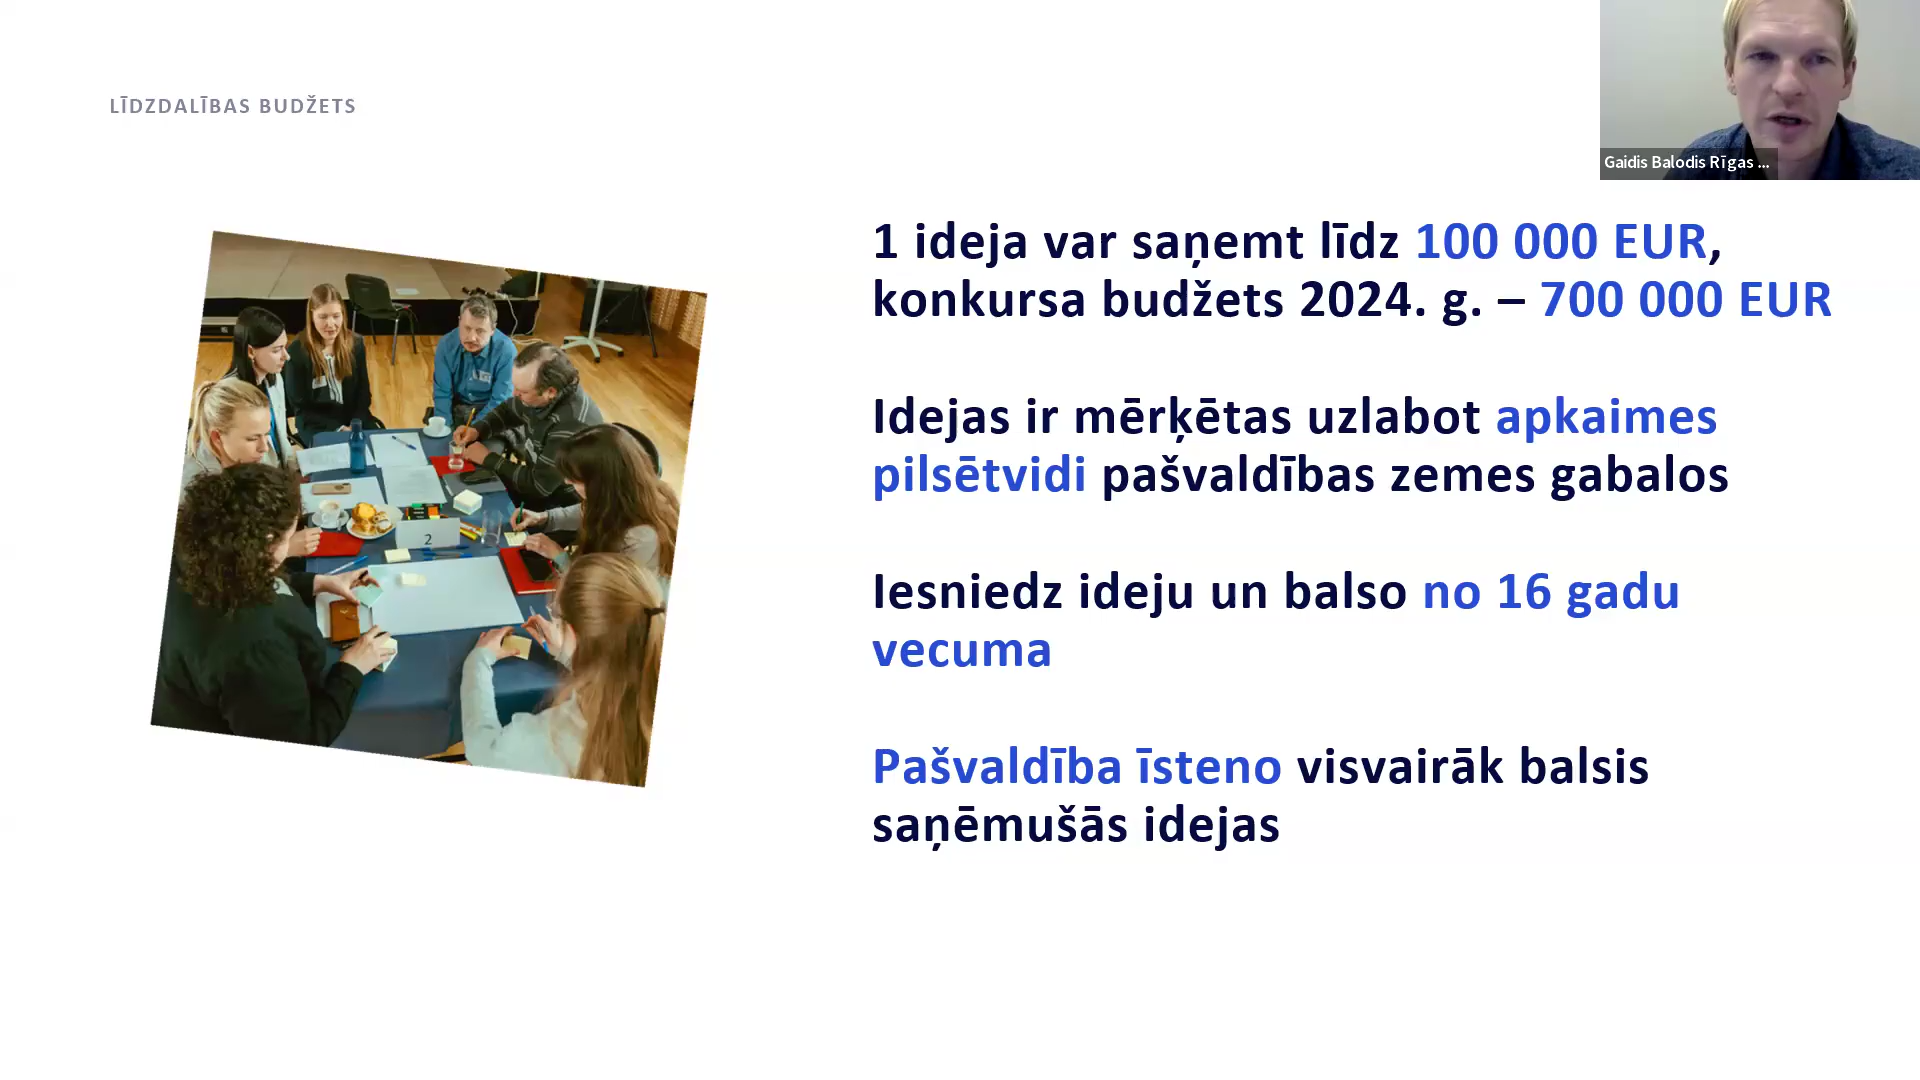 LĪDZDALĪBAS BUDŽETS
Gaidis Balodis Rīgas ...
1 ideja var saņemt līdz 100 000 EUR,
konkursa budžets 2024. g. – 700 000 EUR
Idejas ir mērķētas uzlabot apkaimes
pilsētvidi pašvaldības zemes gabalos
Iesniedz ideju un balso no 16 gadu
vecuma
Pašvaldība īsteno visvairāk balsis
saņēmušās idejas
2